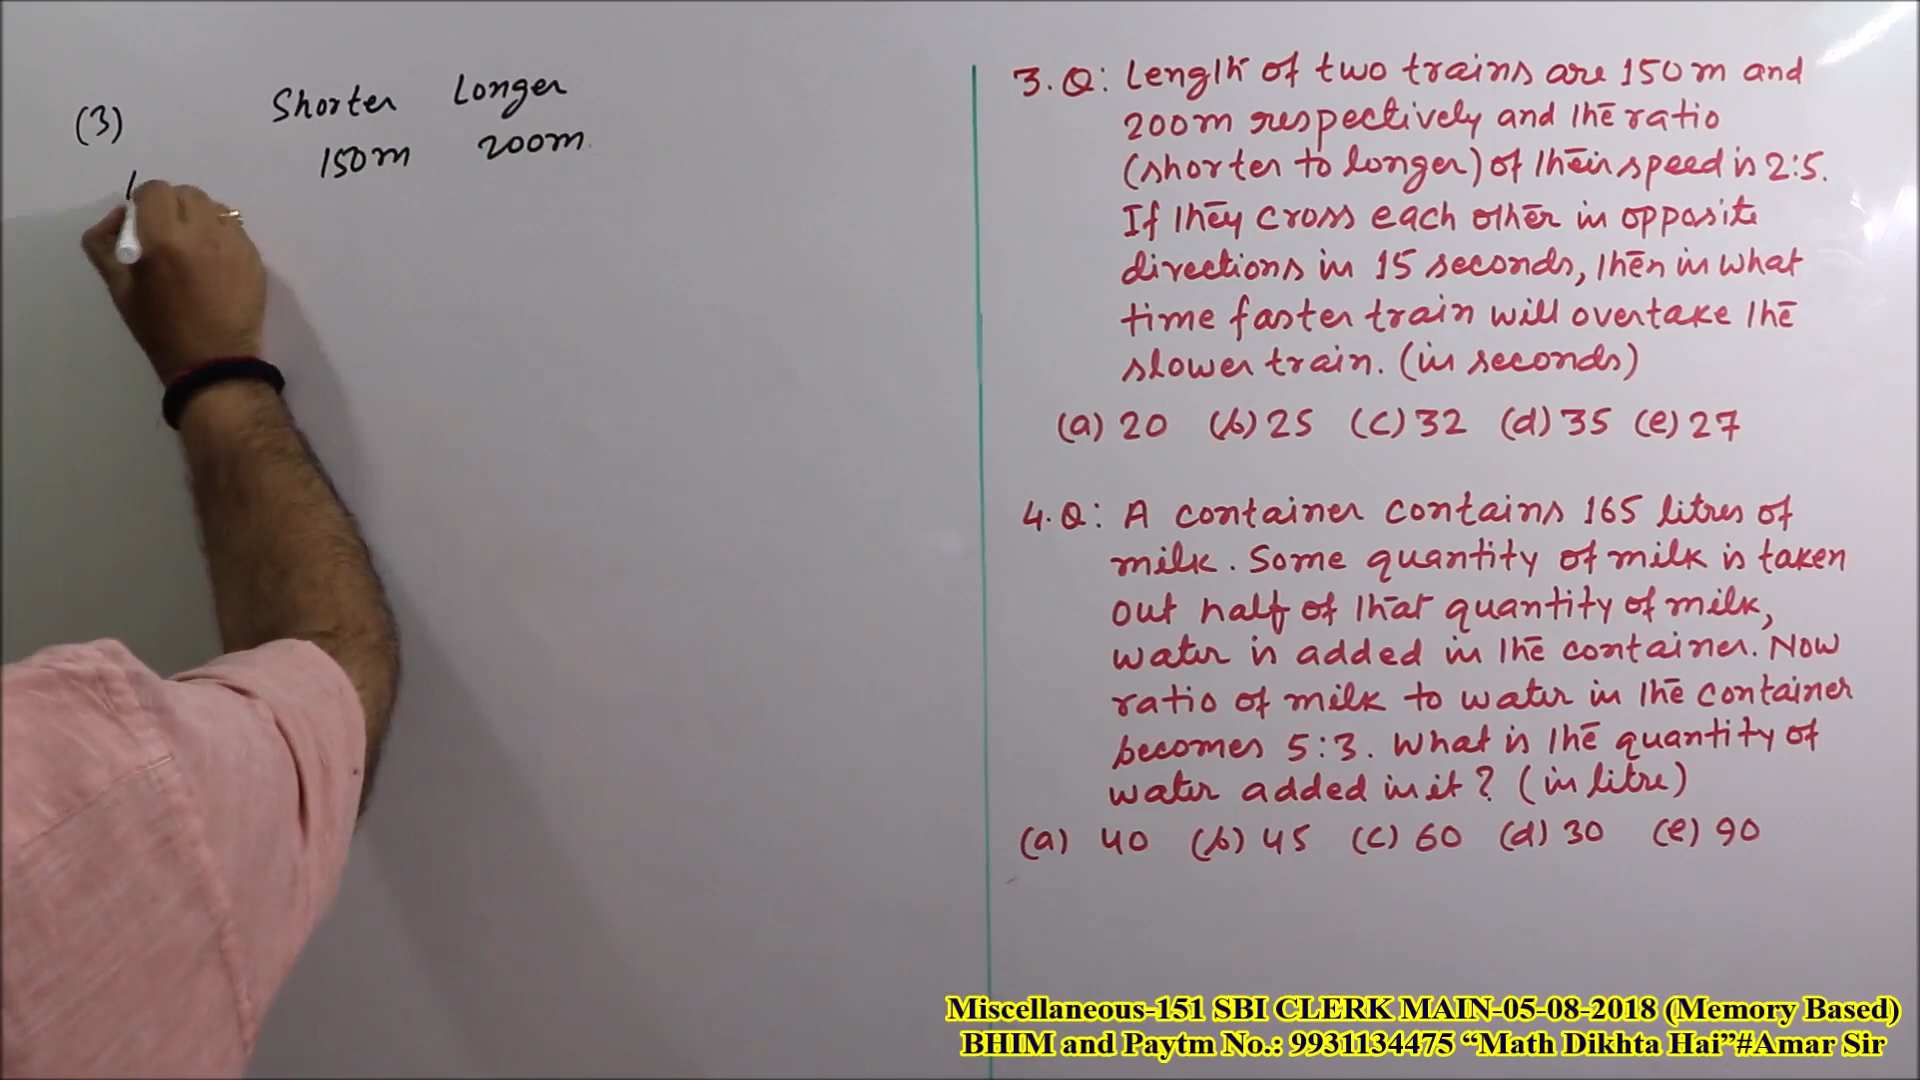 (3) Shorter Longer
150m 200m
3.Q: Length of two trains are 150m and
200m respectively and the ratio
(shorter to longer) of their speed is 2:5.
If they cross each other in opposite
directions in 15 seconds, then in what
time faster train will overtake the
slower train. (in seconds)
(a) 20 (b) 25 (c) 32 (d) 35 (e) 27
4.Q: A container contains 165 litres of
milk. Some quantity of milk is taken
out half of that quantity of milk,
water is added in the container. Now
ratio of milk to water in the container
becomes 5:3. What is the quantity of
water added in it? (in litre)
(a) 40 (b) 45 (c) 60 (d) 30 (e) 90
Miscellaneous-151 SBI CLERK MAIN-05-08-2018 (Memory Based)
BHIM and Paytm No.: 9931134475 “Math Dikhta Hai”#Amar Sir